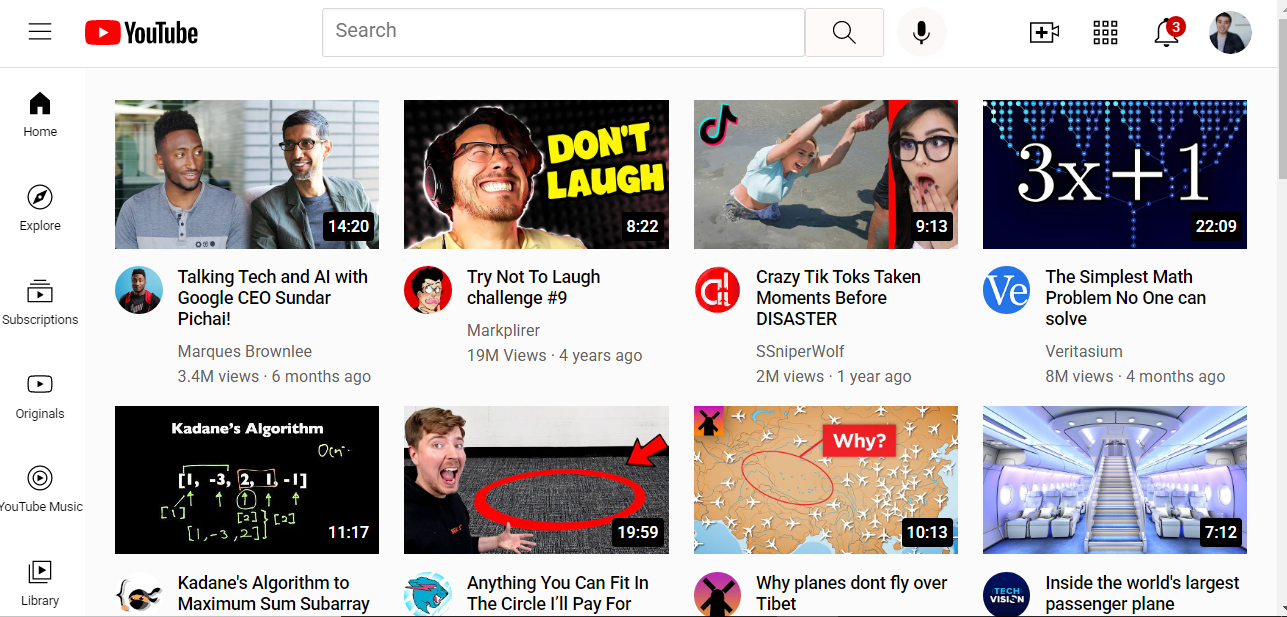 YouTube
Search
3
Home
Explore
Subscriptions
Originals
YouTube Music
Library
14:20
Talking Tech and AI with
Google CEO Sundar
Pichai!
Marques Brownlee
3.4M views · 6 months ago
DON'T
LAUGH
8:22
Try Not To Laugh
challenge #9
Markplirer
19M Views · 4 years ago
9:13
Crazy Tik Toks Taken
Moments Before
DISASTER
SSniperWolf
2M views · 1 year ago
3x+1
22:09
Ve
The Simplest Math
Problem No One can
solve
Veritasium
8M views · 4 months ago
Kadane's Algorithm
[1, -3, 2, 1, -1]
[1] [2] [2]
[1, -3, 2]
11:17
Kadane's Algorithm to
Maximum Sum Subarray
19:59
Anything You Can Fit In
The Circle I’ll Pay For
Why?
10:13
Why planes dont fly over
Tibet
7:12
TECH
VISION
Inside the world's largest
passenger plane